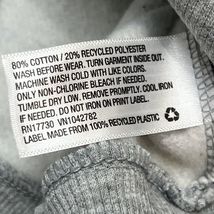 80% COTTON / 20% RECYCLED POLYESTER
WASH BEFORE WEAR. TURN GARMENT INSIDE OUT.
MACHINE WASH COLD WITH LIKE COLORS.
ONLY NON-CHLORINE BLEACH IF NEEDED.
TUMBLE DRY LOW. REMOVE PROMPTLY. COOL IRON
IF NEEDED. DO NOT IRON ON PRINT LABEL.
RN17730 VN1042782
LABEL MADE FROM 100% RECYCLED PLASTIC